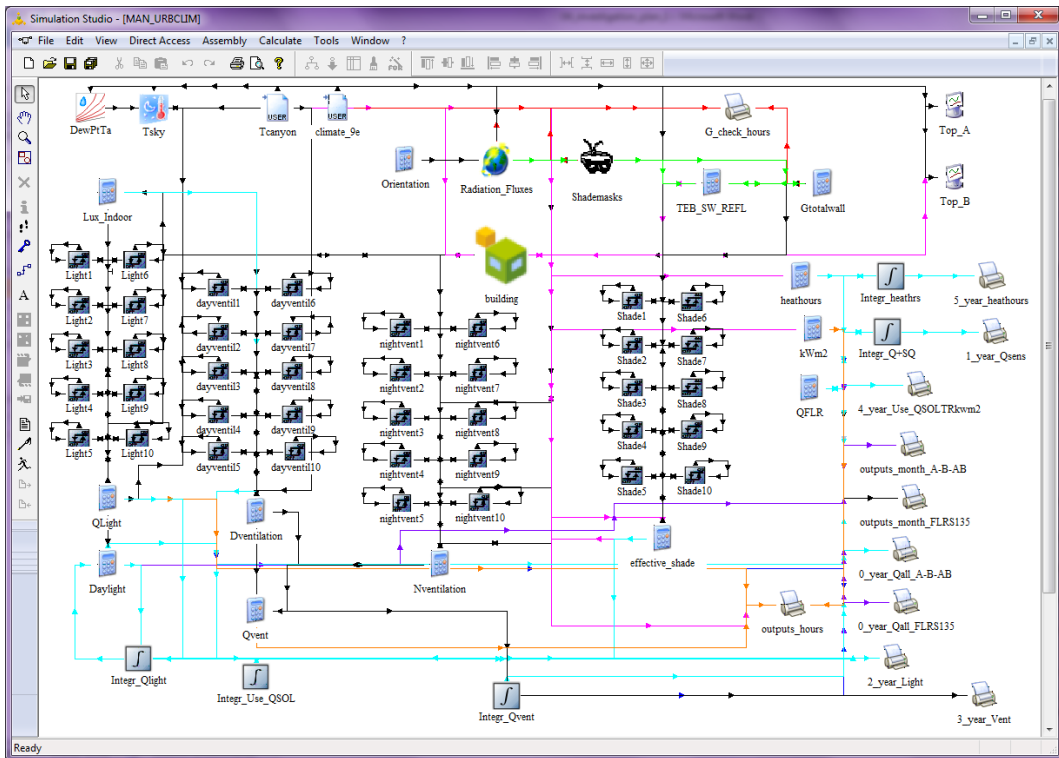 Simulation Studio - [MAN_URBCLIM]
File Edit View Direct Access Assembly Calculate Tools Window ?
DewPtTa
Tsky
USER
Tcanyon
USER
climate_9e
G_check_hours
Top_A
Orientation
Radiation_Fluxes
Shademasks
TEB_SW_REFL
Gtotalwall
Top_B
Lux_Indoor
building
Light1
Light6
dayventil1
dayventil6
Shade1
Shade6
heathours
Integr_heathrs
5_year_heathours
Light2
Light7
dayventil2
dayventil7
nightvent1
nightvent6
Shade2
Shade7
kWm2
Integr_Q+SQ
1_year_Qsens
Light3
Light8
dayventil3
dayventil8
nightvent2
nightvent7
Shade3
Shade8
QFLR
4_year_Use_QSOLTRkwm2
Light4
Light9
dayventil4
dayventil9
nightvent3
nightvent8
Shade4
Shade9
Light5
Light10
dayventil5
dayventil10
nightvent4
nightvent9
Shade5
Shade10
outputs_month_A-B-AB
nightvent5
nightvent10
QLight
Dventilation
outputs_month_FLRS135
Daylight
Nventilation
effective_shade
0_year_Qall_A-B-AB
Qvent
outputs_hours
0_year_Qall_FLRS135
Integr_Qlight
Integr_Use_QSOL
Integr_Qvent
2_year_Light
3_year_Vent
Ready